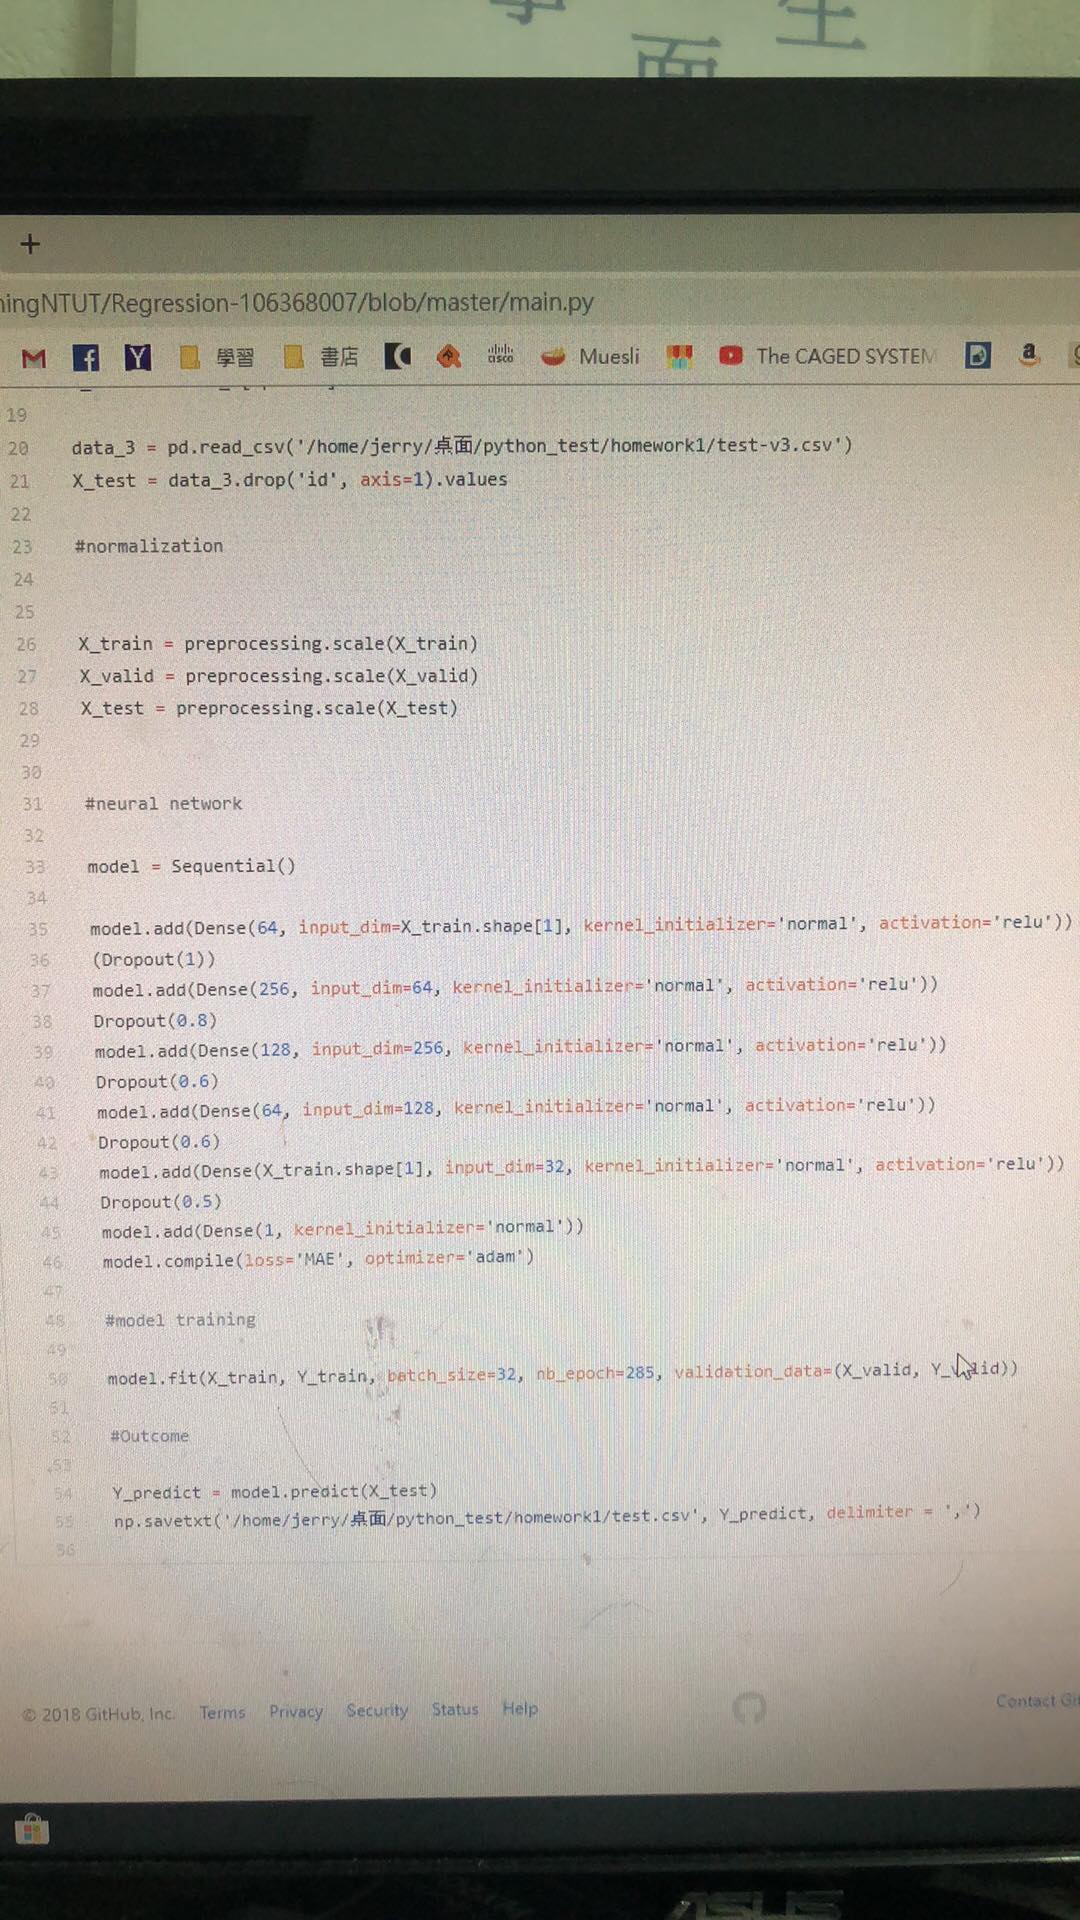 生
面
+
ningNTUT/Regression-106368007/blob/master/main.py
學習 書店 cisco Muesli The CAGED SYSTEM
19
20 data_3 = pd.read_csv('/home/jerry/桌面/python_test/homework1/test-v3.csv')
21 X_test = data_3.drop('id', axis=1).values
22
23 #normalization
24
25
26 X_train = preprocessing.scale(X_train)
27 X_valid = preprocessing.scale(X_valid)
28 X_test = preprocessing.scale(X_test)
29
30
31 #neural network
32
33 model = Sequential()
34
35 model.add(Dense(64, input_dim=X_train.shape[1], kernel_initializer='normal', activation='relu'))
36 (Dropout(1))
37 model.add(Dense(256, input_dim=64, kernel_initializer='normal', activation='relu'))
38 Dropout(0.8)
39 model.add(Dense(128, input_dim=256, kernel_initializer='normal', activation='relu'))
40 Dropout(0.6)
41 model.add(Dense(64, input_dim=128, kernel_initializer='normal', activation='relu'))
42 Dropout(0.6)
43 model.add(Dense(X_train.shape[1], input_dim=32, kernel_initializer='normal', activation='relu'))
44 Dropout(0.5)
45 model.add(Dense(1, kernel_initializer='normal'))
46 model.compile(loss='MAE', optimizer='adam')
47
48 #model training
49
50 model.fit(X_train, Y_train, batch_size=32, nb_epoch=285, validation_data=(X_valid, Y_valid))
51
52 #Outcome
53
54 Y_predict = model.predict(X_test)
55 np.savetxt('/home/jerry/桌面/python_test/homework1/test.csv', Y_predict, delimiter = ',')
56
© 2018 GitHub, Inc. Terms Privacy Security Status Help Contact Git
ASUS